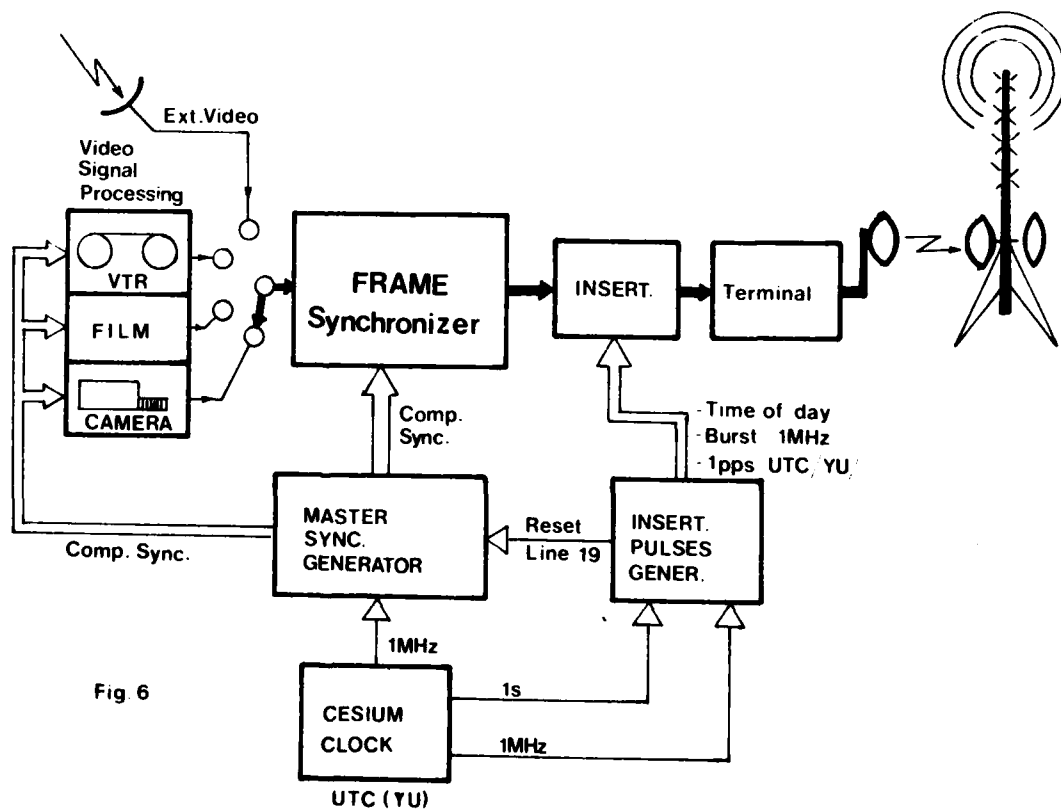 Ext.Video
Video
Signal
Processing
VTR
FILM
CAMERA
FRAME
Synchronizer
INSERT.
Terminal
Comp.
Sync.
- Time of day
- Burst 1MHz
- 1pps UTC/YU/
MASTER
SYNC.
GENERATOR
Reset
Line 19
INSERT.
PULSES
GENER.
Comp. Sync.
1MHz
Fig. 6
CESIUM
CLOCK
1s
1MHz
UTC (YU)